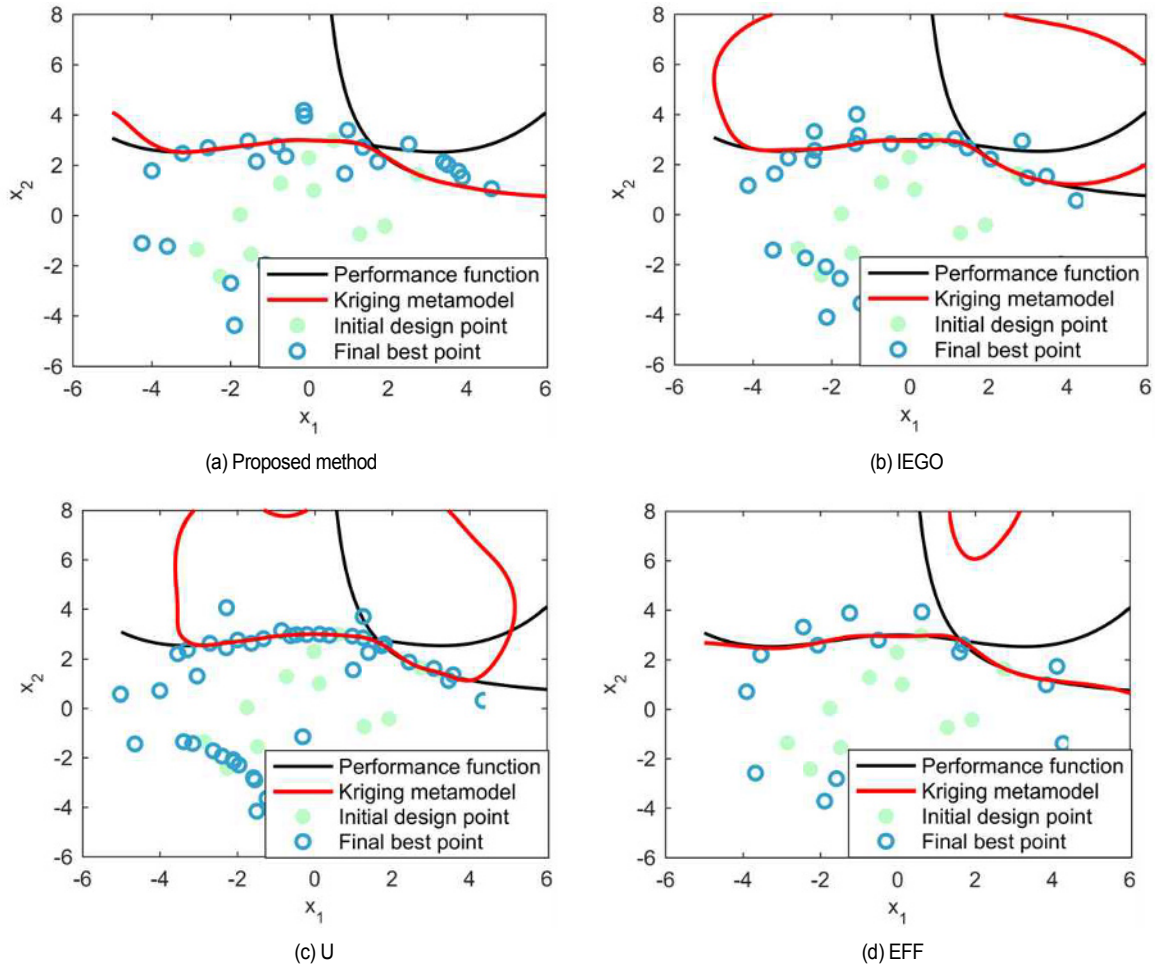 8
6
4
2
0
-2
-4
-6
x2
-6 -4 -2 0 2 4 6
x1
Performance function
Kriging metamodel
Initial design point
Final best point
(a) Proposed method
8
6
4
2
0
-2
-4
-6
x2
-6 -4 -2 0 2 4 6
x1
Performance function
Kriging metamodel
Initial design point
Final best point
(b) IEGO
8
6
4
2
0
-2
-4
-6
x2
-6 -4 -2 0 2 4 6
x1
Performance function
Kriging metamodel
Initial design point
Final best point
(c) U
8
6
4
2
0
-2
-4
-6
x2
-6 -4 -2 0 2 4 6
x1
Performance function
Kriging metamodel
Initial design point
Final best point
(d) EFF